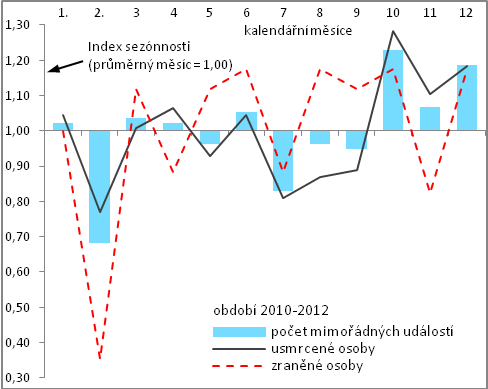 1. 2. 3. 4. 5 6 7 8 9 10 11 12
kalendářní měsíce
Index sezónnosti
(průměrný měsíc = 1,00)
1,30
1,20
1,10
1,00
0,90
0,80
0,70
0,60
0,50
0,40
0,30
období 2010-2012
počet mimořádných událostí
usmrcené osoby
zraněné osoby